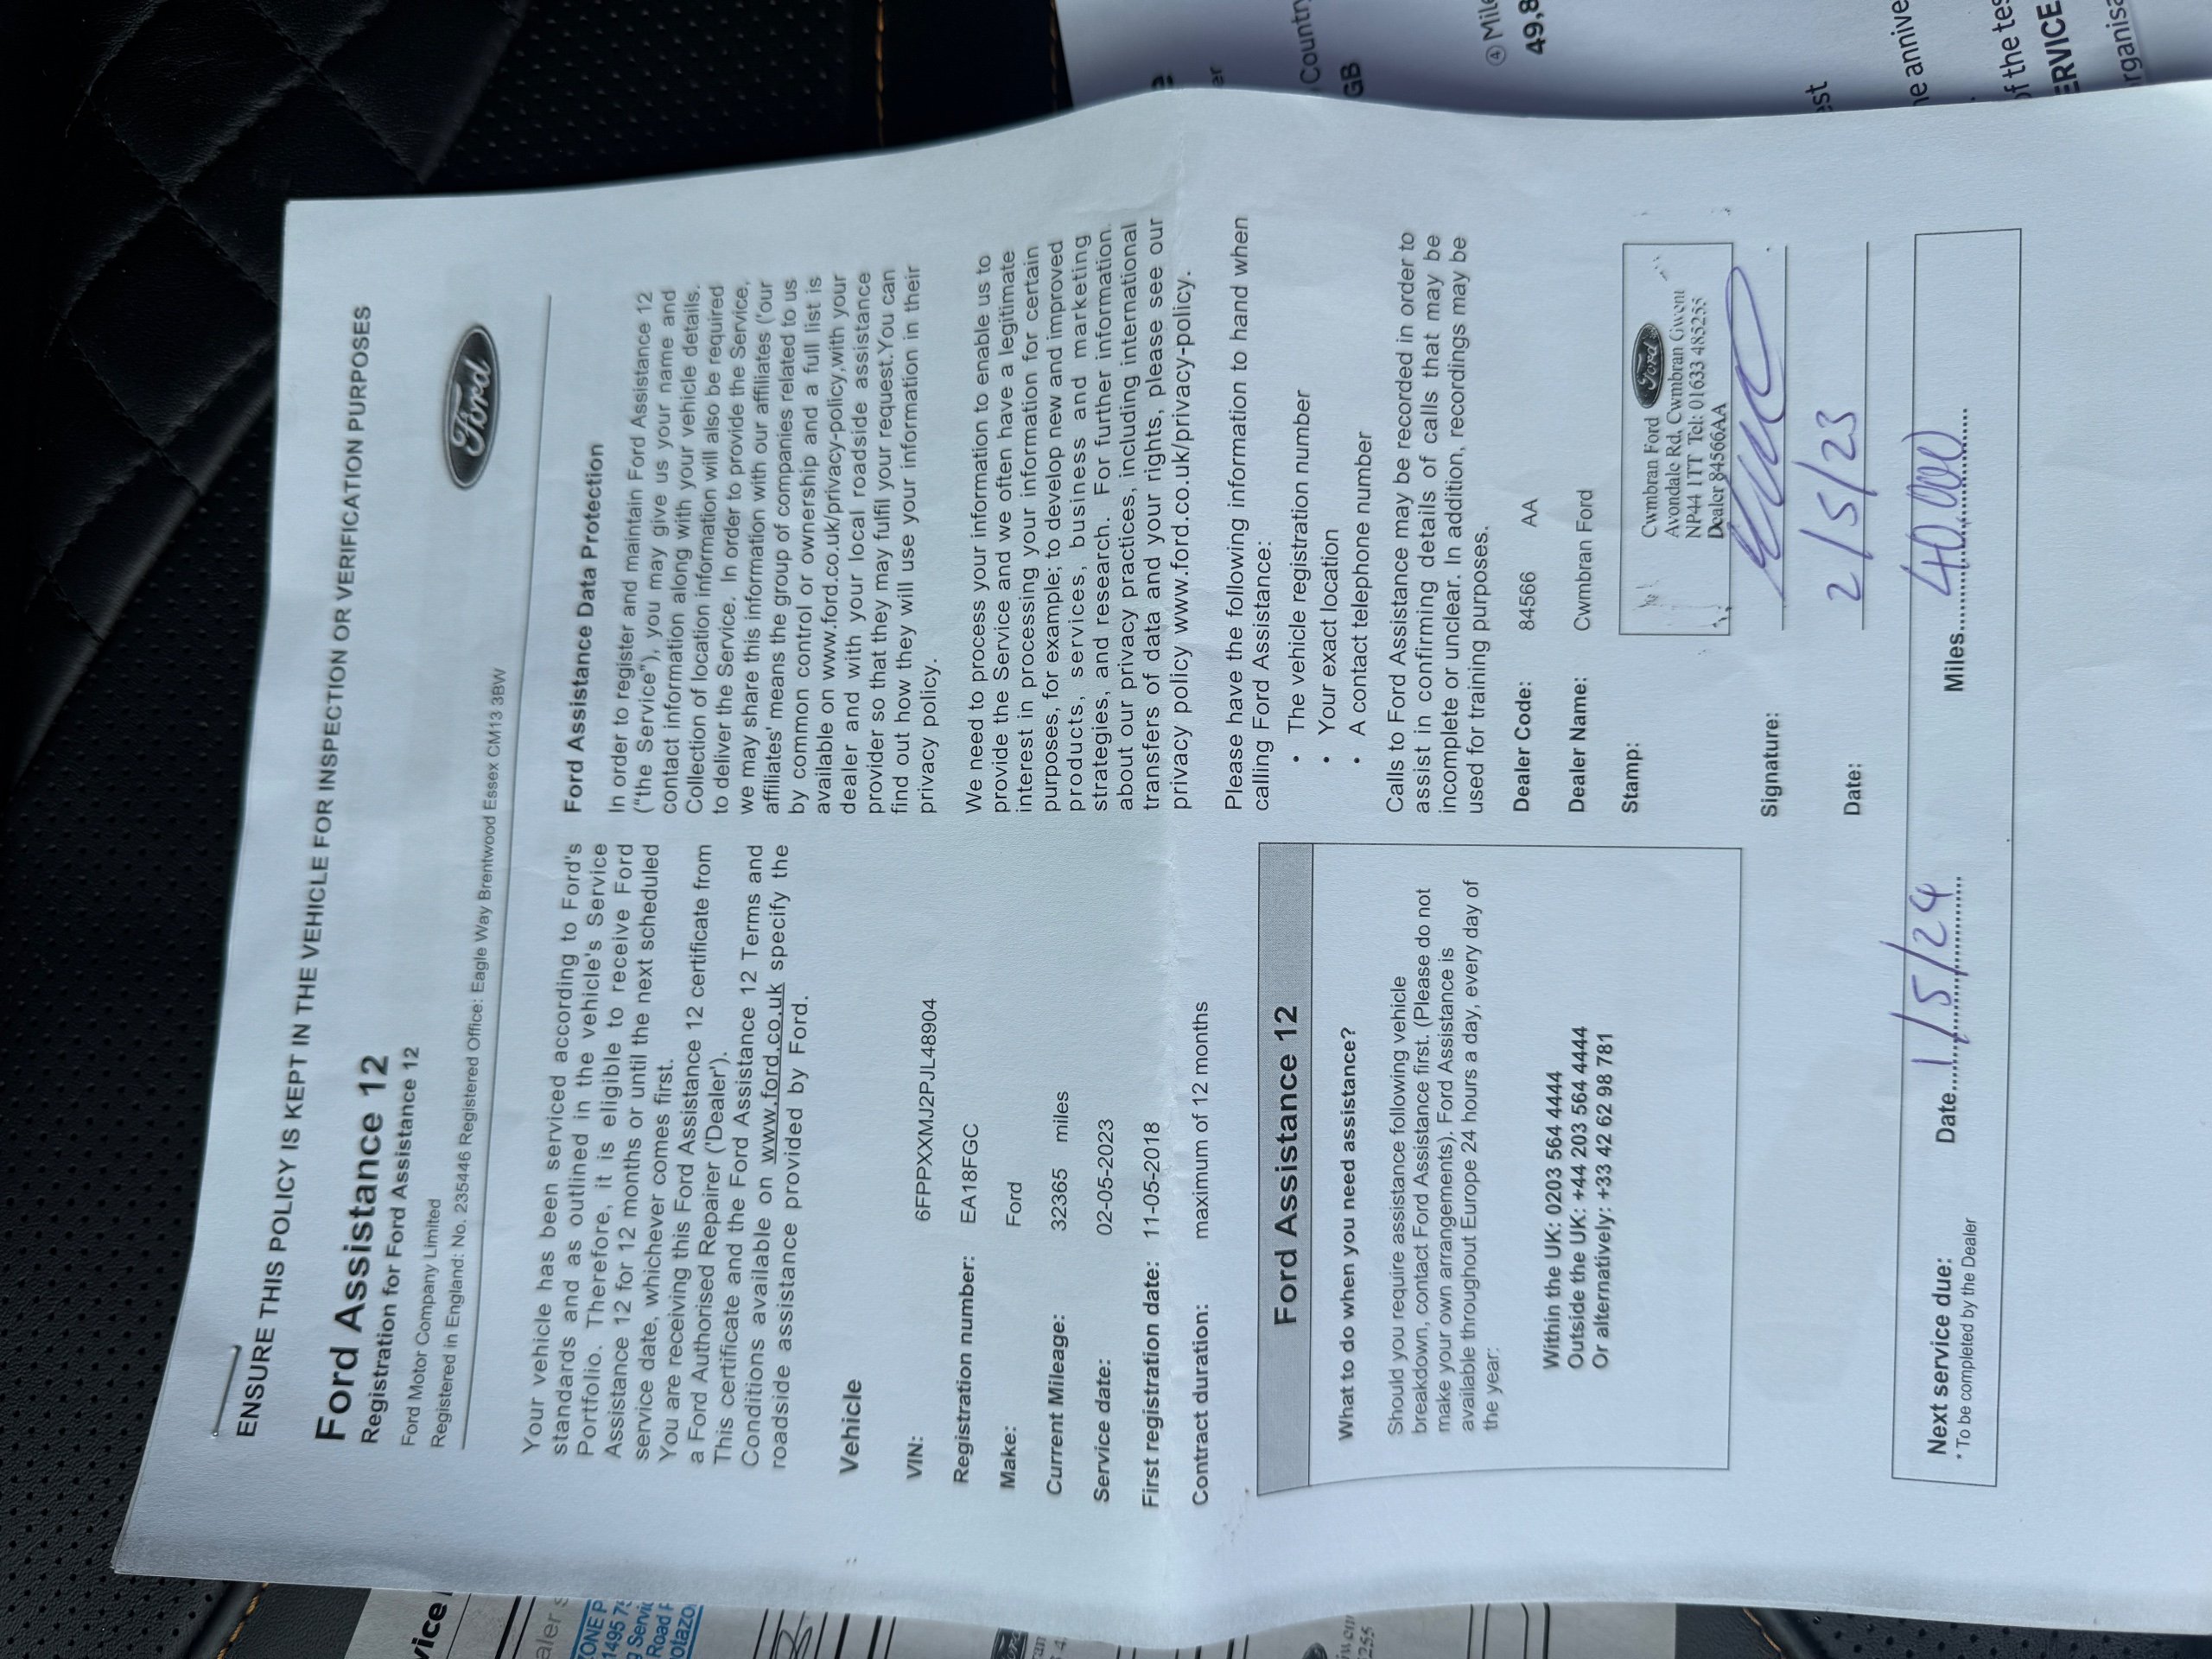 ENSURE THIS POLICY IS KEPT IN THE VEHICLE FOR INSPECTION OR VERIFICATION PURPOSES
Ford Assistance 12
Registration for Ford Assistance 12
Ford Motor Company Limited
Registered in England: No. 235446 Registered Office: Eagle Way Brentwood Essex CM13 3BW
Ford
Your vehicle has been serviced according to Ford's
standards and as outlined in the vehicle's Service
Portfolio. Therefore, it is eligible to receive Ford
Assistance 12 for 12 months or until the next scheduled
service date, whichever comes first.
You are receiving this Ford Assistance 12 certificate from
a Ford Authorised Repairer ('Dealer').
This certificate and the Ford Assistance 12 Terms and
Conditions available on www.ford.co.uk specify the
roadside assistance provided by Ford.
Vehicle
VIN: 6FPPXXMJ2PJL48904
Registration number: EA18FGC
Make: Ford
Current Mileage: 32365 miles
Service date: 02-05-2023
First registration date: 11-05-2018
Contract duration: maximum of 12 months
Ford Assistance 12
What to do when you need assistance?
Should you require assistance following vehicle
breakdown, contact Ford Assistance first. (Please do not
make your own arrangements). Ford Assistance is
available throughout Europe 24 hours a day, every day of
the year:
Within the UK: 0203 564 4444
Outside the UK: +44 203 564 4444
Or alternatively: +33 42 62 98 781
Ford Assistance Data Protection
In order to register and maintain Ford Assistance 12
("the Service"), you may give us your name and
contact information along with your vehicle details.
Collection of location information will also be required
to deliver the Service. In order to provide the Service,
we may share this information with our affiliates ('our
affiliates' means the group of companies related to us
by common control or ownership and a full list is
available on www.ford.co.uk/privacy-policy,with your
dealer and with your local roadside assistance
provider so that they may fulfill your request.You can
find out how they will use your information in their
privacy policy.
We need to process your information to enable us to
provide the Service and we often have a legitimate
interest in processing your information for certain
purposes, for example; to develop new and improved
products, services, business and marketing
strategies, and research. For further information
about our privacy practices, including international
transfers of data and your rights, please see our
privacy policy www.ford.co.uk/privacy-policy.
Please have the following information to hand when
calling Ford Assistance:
• The vehicle registration number
• Your exact location
• A contact telephone number
Calls to Ford Assistance may be recorded in order to
assist in confirming details of calls that may be
incomplete or unclear. In addition, recordings may be
used for training purposes.
Dealer Code: 84566 AA
Dealer Name: Cwmbran Ford
Stamp:
Cwmbran Ford Ford
Avondale Rd, Cwmbran Gwent
NP44 1TT Tel: 01633 485255
Dealer 84566AA
Signature:
Date: 2/5/23
Next service due: Date 1/5/24 Miles 40,000
* To be completed by the Dealer
Country
GB
④ Mile
49,8
of the tes